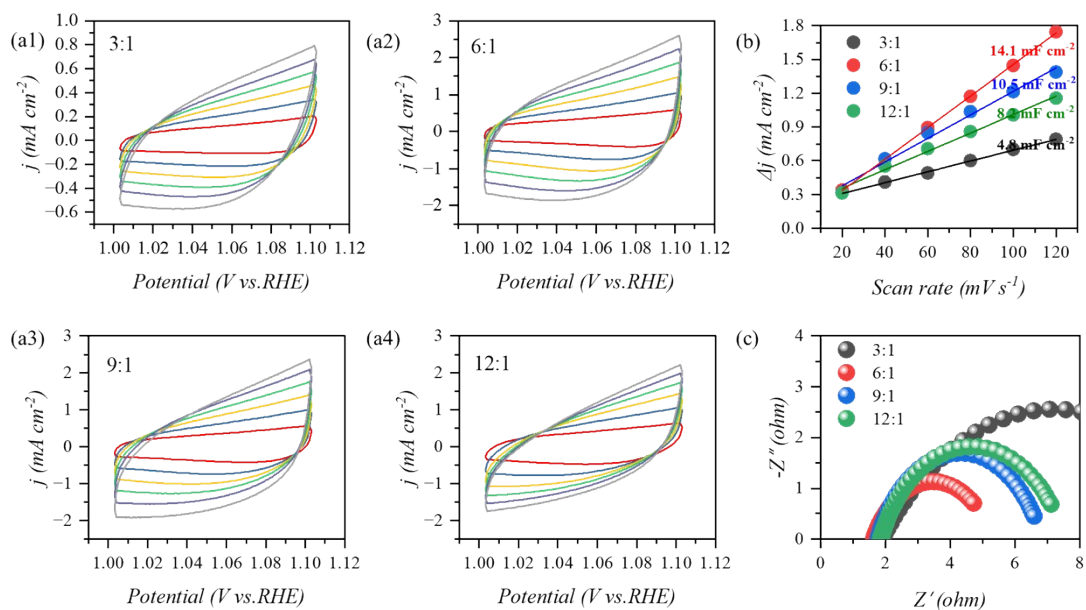 (a1)
3:1
1.0
0.8
0.6
0.4
0.2
0.0
−0.2
−0.4
−0.6
j (mA cm-2)
1.00 1.02 1.04 1.06 1.08 1.10 1.12
Potential (V vs.RHE)
(a2)
6:1
3
2
1
0
−1
−2
j (mA cm-2)
1.00 1.02 1.04 1.06 1.08 1.10 1.12
Potential (V vs.RHE)
(b)
3:1
6:1
9:1
12:1
14.1 mF cm-2
10.5 mF cm-2
8.2 mF cm-2
4.8 mF cm-2
1.8
1.5
1.2
0.9
0.6
0.3
0.0
Δj (mA cm-2)
20 40 60 80 100 120
Scan rate (mV s-1)
(a3)
9:1
3
2
1
0
−1
−2
j (mA cm-2)
1.00 1.02 1.04 1.06 1.08 1.10 1.12
Potential (V vs.RHE)
(a4)
12:1
3
2
1
0
−1
−2
j (mA cm-2)
1.00 1.02 1.04 1.06 1.08 1.10 1.12
Potential (V vs.RHE)
(c)
3:1
6:1
9:1
12:1
4
3
2
1
0
-Z″ (ohm)
0 2 4 6 8
Z′ (ohm)